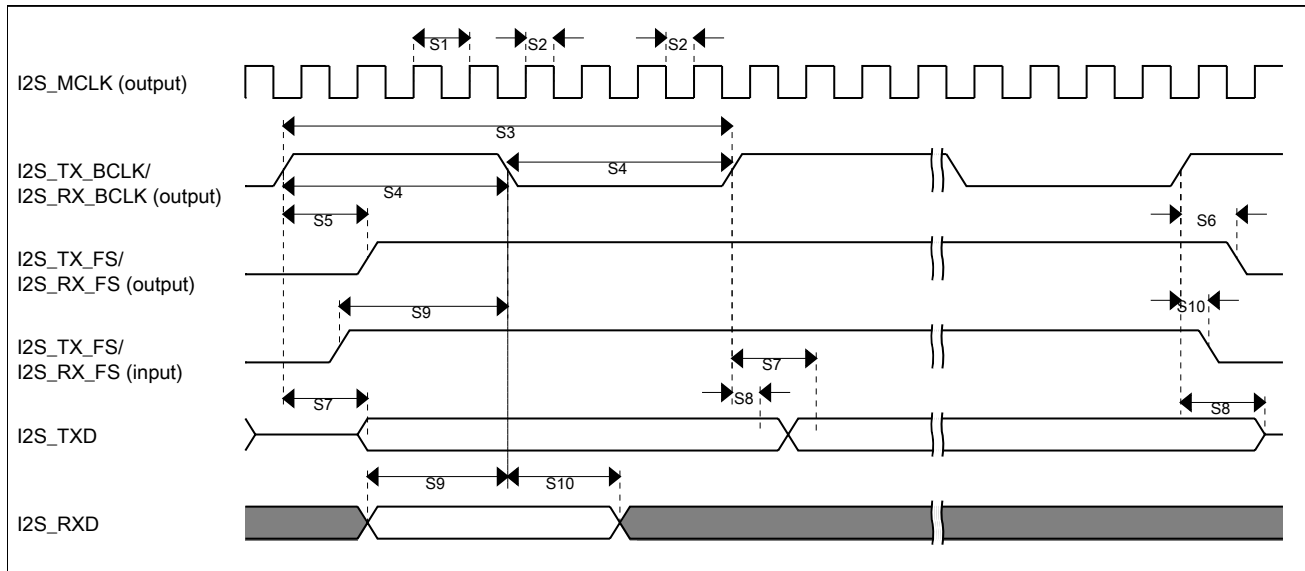 S1
S2
S2
I2S_MCLK (output)
S3
I2S_TX_BCLK/
I2S_RX_BCLK (output)
S4
S4
S5
S6
I2S_TX_FS/
I2S_RX_FS (output)
S9
S10
I2S_TX_FS/
I2S_RX_FS (input)
S7
S7
S8
S8
I2S_TXD
S9
S10
I2S_RXD